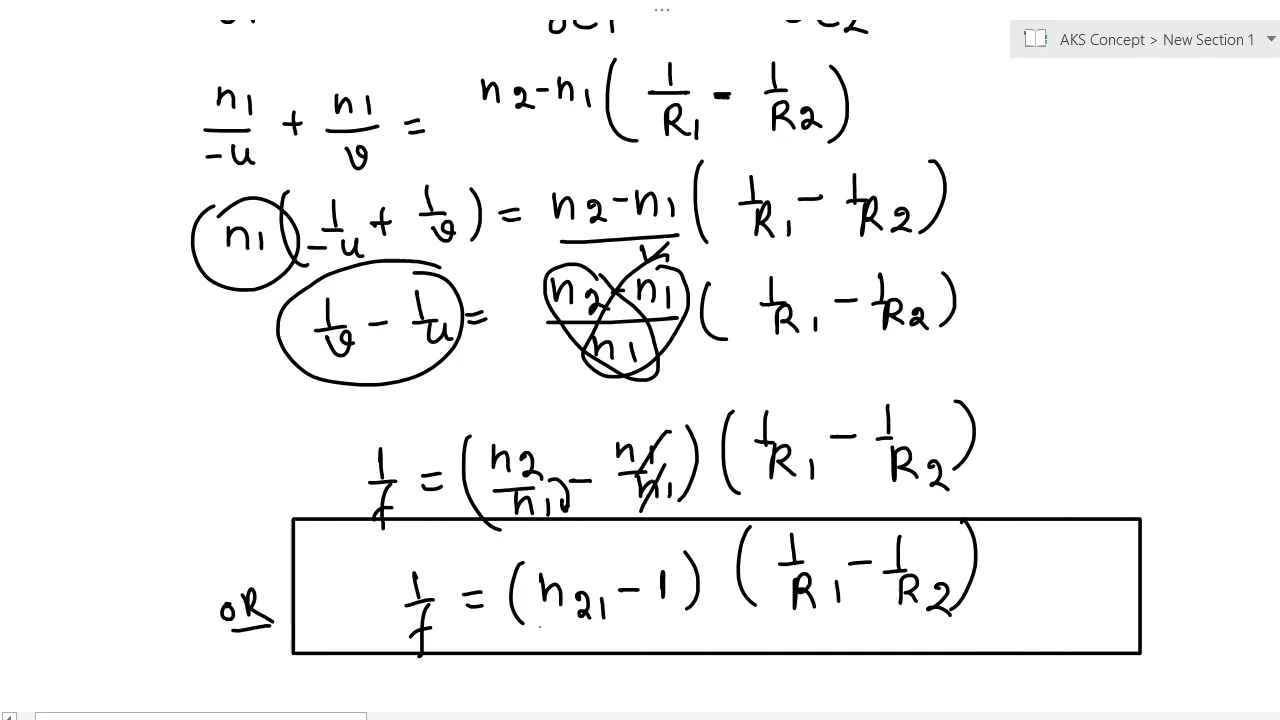 AKS Concept > New Section 1
n1/-u + n1/v = n2-n1 (1/R1 - 1/R2)
n1 (1/-u + 1/v) = n2-n1 (1/R1 - 1/R2)
1/v - 1/u = n2-n1/n1 (1/R1 - 1/R2)
1/f = (n2/n1 - n1/n1) (1/R1 - 1/R2)
OR 1/f = (n21 - 1) (1/R1 - 1/R2)